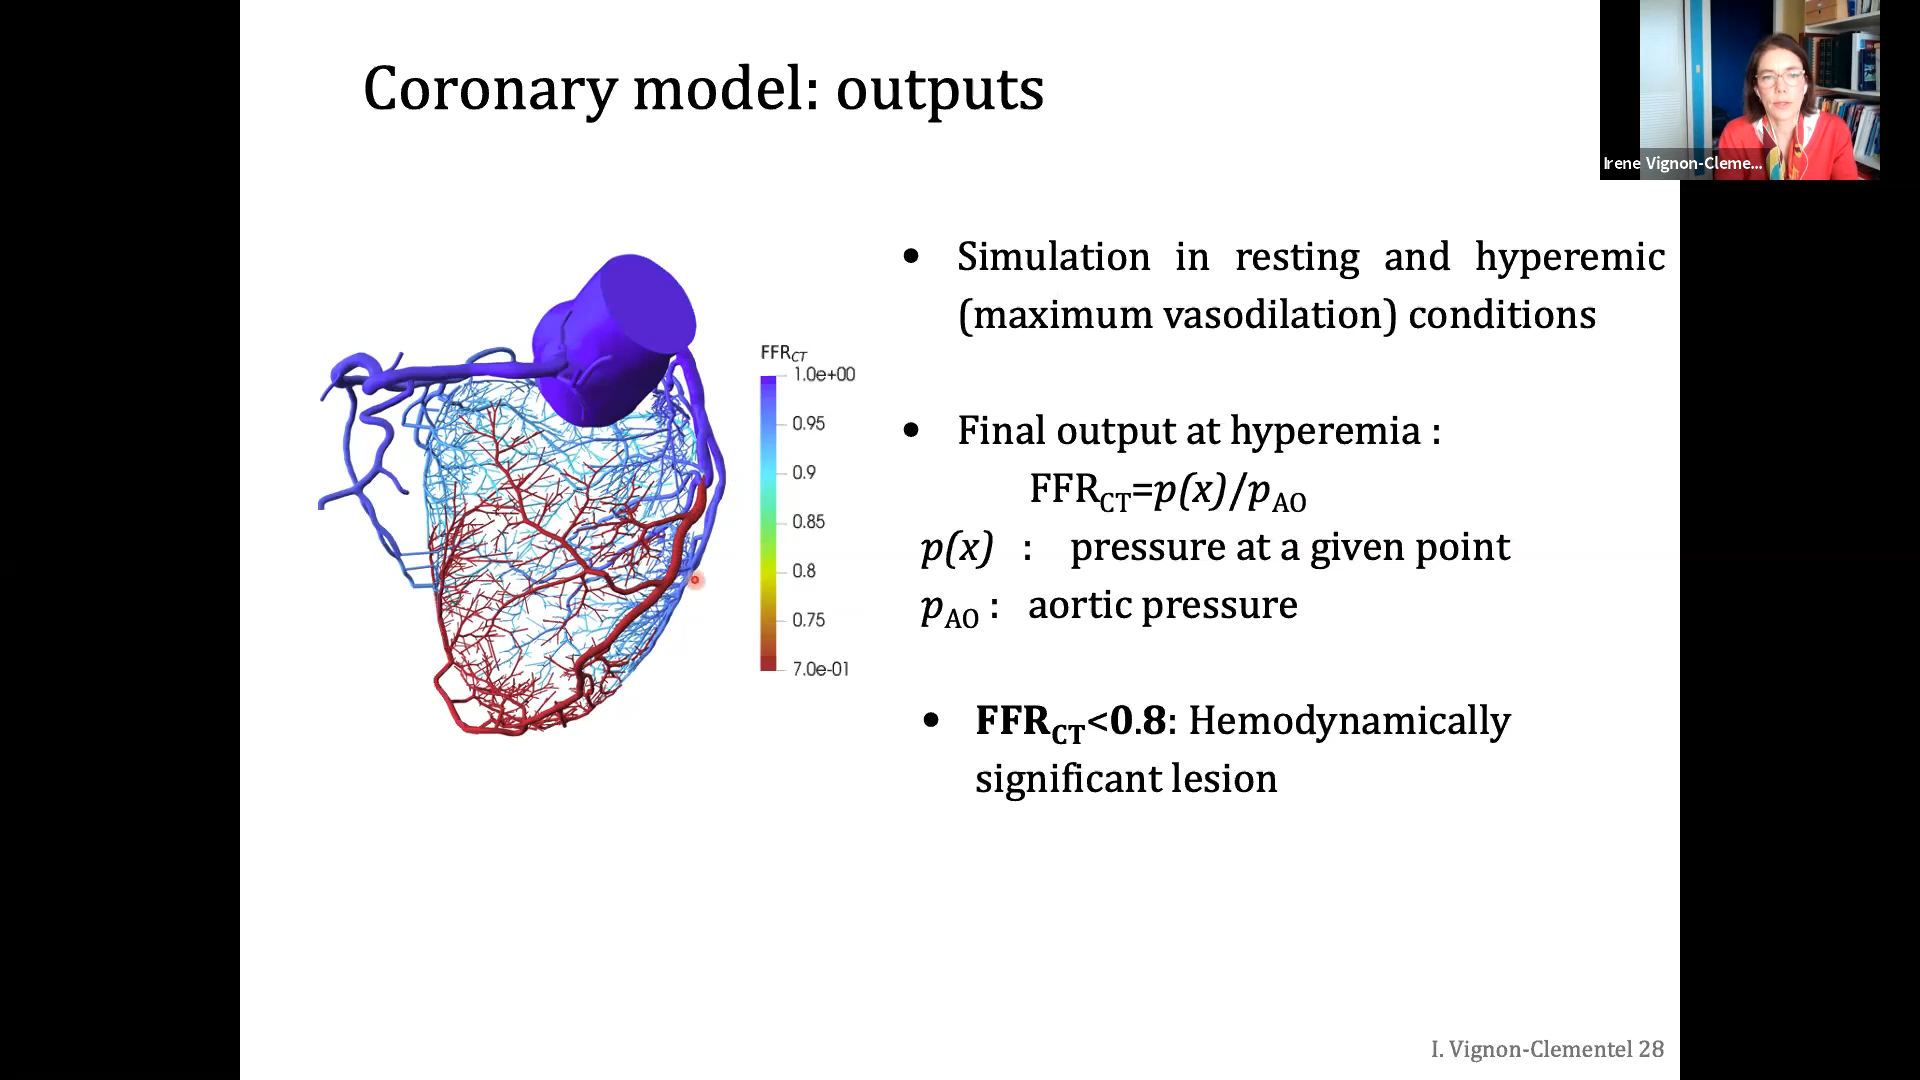 Coronary model: outputs
Irene Vignon-Cleme...
• Simulation in resting and hyperemic
(maximum vasodilation) conditions
• Final output at hyperemia :
FFRCT=p(x)/pAO
p(x) : pressure at a given point
pAO : aortic pressure
• FFRCT<0.8: Hemodynamically
significant lesion
FFRCT
1.0e+00
0.95
0.9
0.85
0.8
0.75
7.0e-01
I. Vignon-Clementel 28